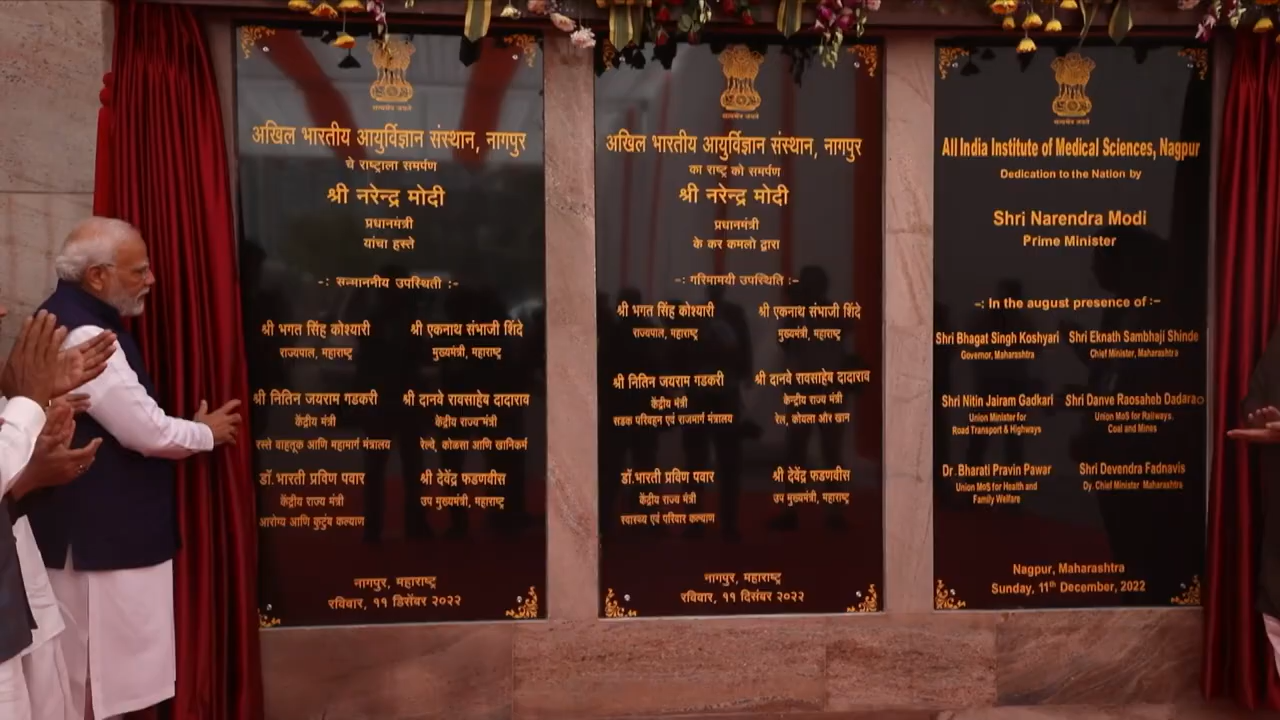 अखिल भारतीय आयुर्विज्ञान संस्थान, नागपुर
चे राष्ट्राला समर्पण
श्री नरेन्द्र मोदी
प्रधानमंत्री
यांचा हस्ते
-: सन्माननीय उपस्थिती :-
श्री भगत सिंह कोश्यारी
राज्यपाल, महाराष्ट्र
श्री एकनाथ संभाजी शिंदे
मुख्यमंत्री, महाराष्ट्र
श्री नितिन जयराम गडकरी
केंद्रीय मंत्री
रस्ते वाहतूक आणि महामार्ग मंत्रालय
श्री दानवे रावसाहेब दादाराव
केंद्रीय राज्यमंत्री
रेल्वे, कोळसा आणि खानिकर्म
डॉ.भारती प्रविण पवार
केंद्रीय राज्य मंत्री
आरोग्य आणि कुटुंब कल्याण
श्री देवेंद्र फडणवीस
उप मुख्यमंत्री, महाराष्ट्र
नागपुर, महाराष्ट्र
रविवार, ११ डिसेंबर २०२२
अखिल भारतीय आयुर्विज्ञान संस्थान, नागपुर
का राष्ट्र को समर्पण
श्री नरेन्द्र मोदी
प्रधानमंत्री
के कर कमलो द्वारा
-: गरिमामयी उपस्थिति :-
श्री भगत सिंह कोश्यारी
राज्यपाल, महाराष्ट्र
श्री एकनाथ संभाजी शिंदे
मुख्यमंत्री, महाराष्ट्र
श्री नितिन जयराम गडकरी
केंद्रीय मंत्री
सडक परिवहन एवं राजमार्ग मंत्रालय
श्री दानवे रावसाहेब दादाराव
केन्द्रीय राज्य मंत्री
रेल, कोयला और खान
डॉ.भारती प्रविण पवार
केंद्रीय राज्य मंत्री
स्वास्थ्य एवं परिवार कल्याण
श्री देवेंद्र फडणवीस
उप मुख्यमंत्री, महाराष्ट्र
नागपुर, महाराष्ट्र
रविवार, ११ दिसंबर २०२२
All India Institute of Medical Sciences, Nagpur
Dedication to the Nation by
Shri Narendra Modi
Prime Minister
-: In the august presence of :-
Shri Bhagat Singh Koshyari
Governor, Maharashtra
Shri Eknath Sambhaji Shinde
Chief Minister, Maharashtra
Shri Nitin Jairam Gadkari
Union Minister for
Road Transport & Highways
Shri Danve Raosaheb Dadarao
Union MoS for Railways,
Coal and Mines
Dr. Bharati Pravin Pawar
Union MoS for Health and
Family Welfare
Shri Devendra Fadnavis
Dy. Chief Minister Maharashtra
Nagpur, Maharashtra
Sunday, 11th December, 2022